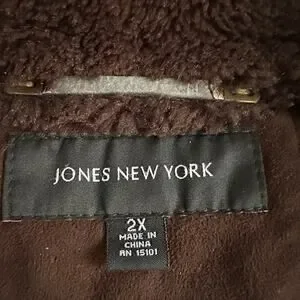 JONES NEW YORK
2X
MADE IN
CHINA
RN 15101